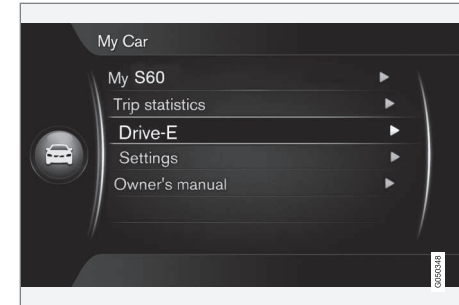 My Car
My S60
Trip statistics
Drive-E
Settings
Owner's manual
G050348